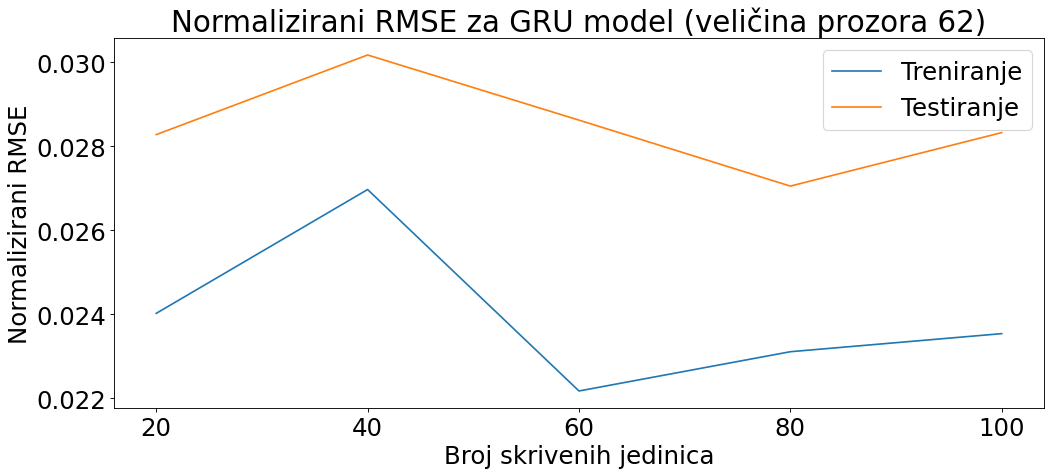 Normalizirani RMSE za GRU model (veličina prozora 62)
Treniranje
Testiranje
Normalizirani RMSE
0.030
0.028
0.026
0.024
0.022
20 40 60 80 100
Broj skrivenih jedinica